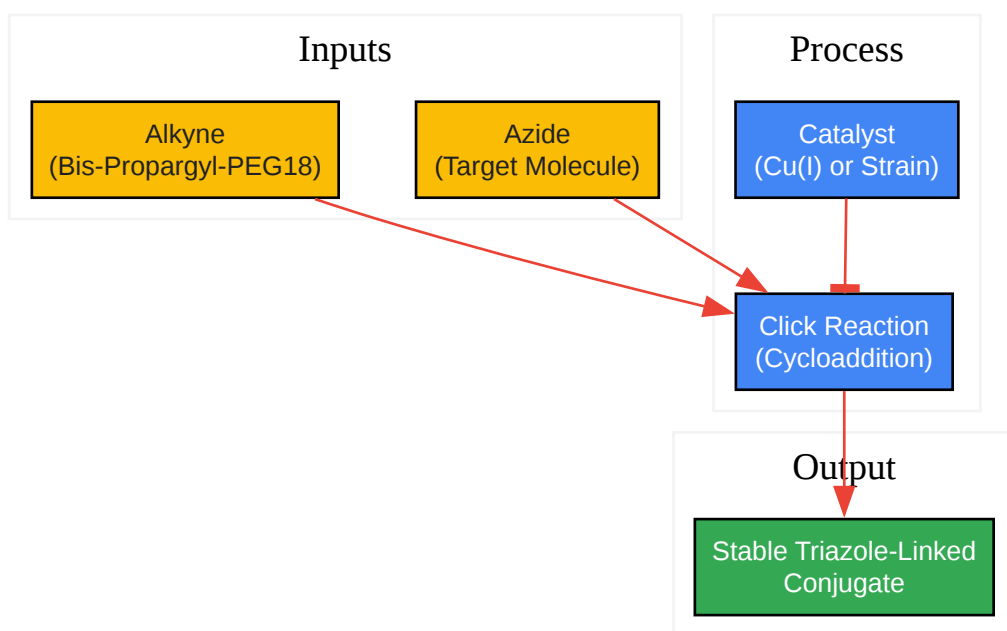 Inputs
Process
Alkyne
(Bis-Propargyl-PEG18)
Azide
(Target Molecule)
Catalyst
(Cu(I) or Strain)
Click Reaction
(Cycloaddition)
Output
Stable Triazole-Linked
Conjugate